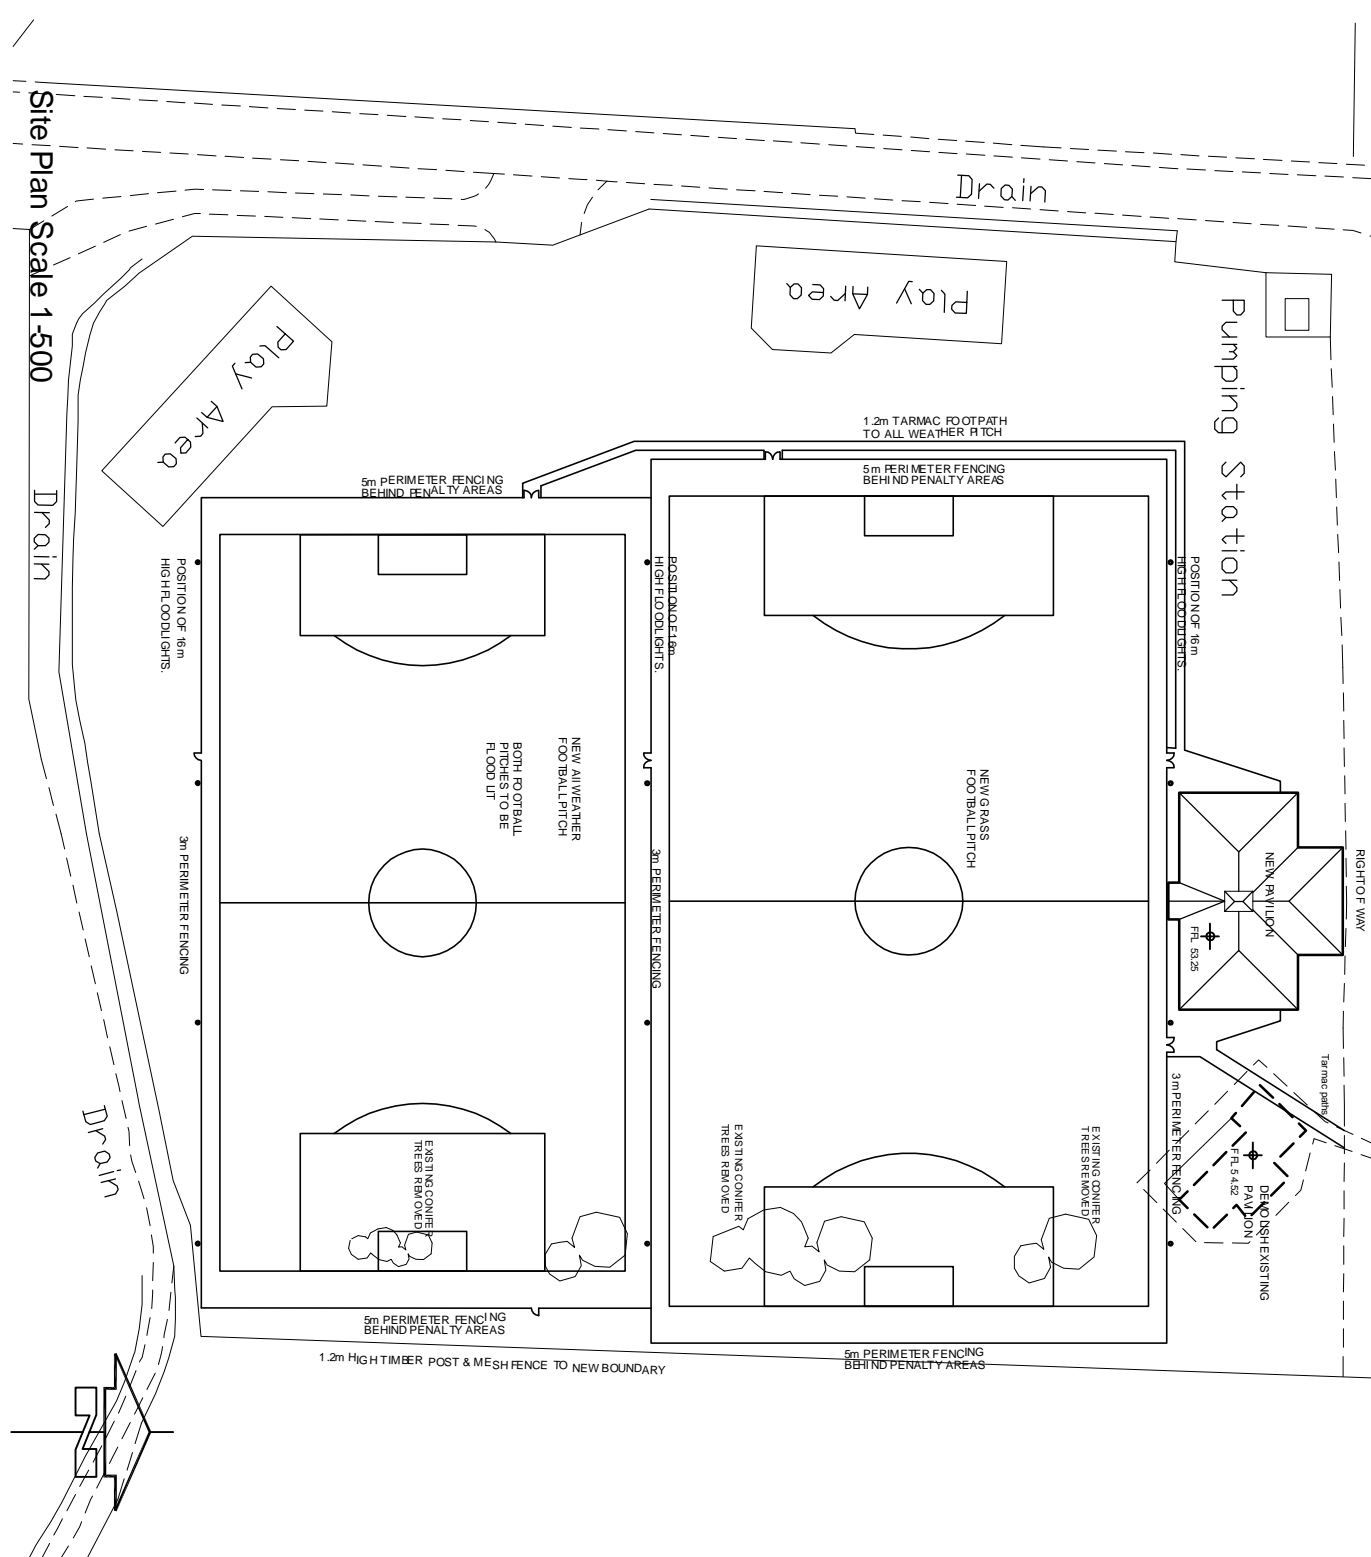 Site Plan Scale 1-500
Drain
Play Area
Play Area
Pumping Station
1.2m TARMAC FOOTPATH
TO ALL WEATHER PITCH
5m PERIMETER FENCING
BEHIND PENALTY AREAS
5m PERIMETER FENCING
BEHIND PENALTY AREAS
Drain
POSITION OF 16m
HIGH FLOODLIGHTS.
POSITION OF 16m
HIGH FLOODLIGHTS.
POSITION OF 16m
HIGH FLOODLIGHTS.
NEW All WEATHER
FOOTBALL PITCH
BOTH FOOTBALL
PITCHES TO BE
FLOOD LIT
NEW GRASS
FOOTBALL PITCH
3m PERIMETER FENCING
3m PERIMETER FENCING
NEW PAVILION
FFL 53.25
RIGHT OF WAY
Tarmac paths
3m PERIMETER FENCING
Drain
EXISTING CONIFER
TREES REMOVED
EXISTING CONIFER
TREES REMOVED
EXISTING CONIFER
TREES REMOVED
DEMOLISH EXISTING
PAVILION
FFL 54.52
5m PERIMETER FENCING
BEHIND PENALTY AREAS
5m PERIMETER FENCING
BEHIND PENALTY AREAS
1.2m HIGH TIMBER POST & MESH FENCE TO NEW BOUNDARY
N